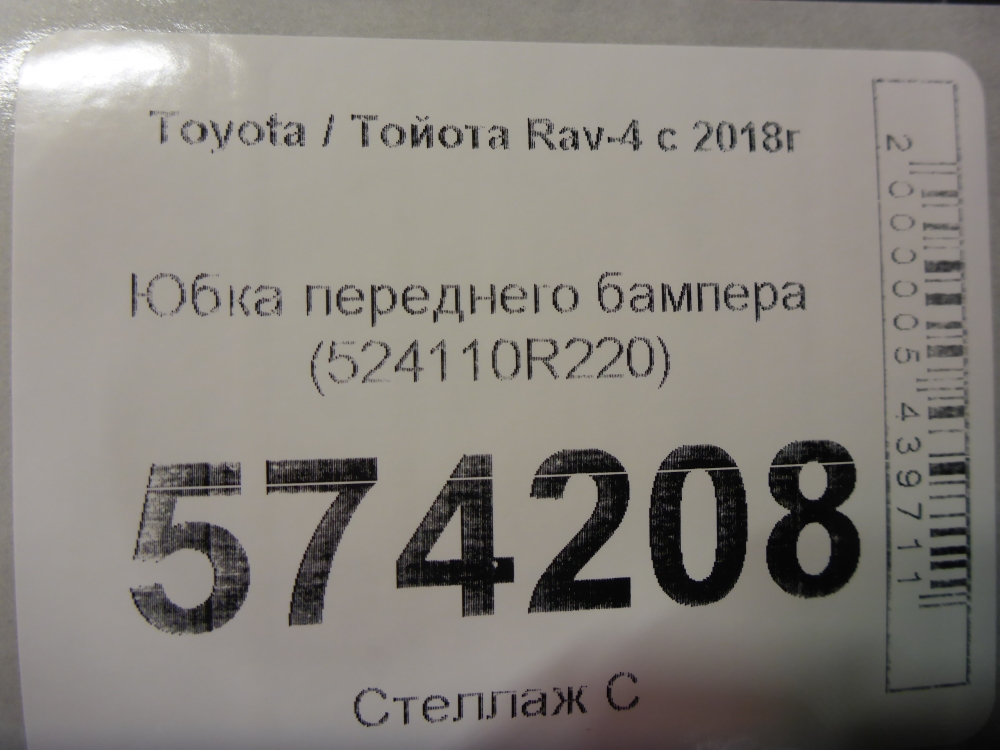 Toyota / Тойота Rav-4 с 2018г
Юбка переднего бампера
(524110R220)
574208
Стеллаж С
2000005439711